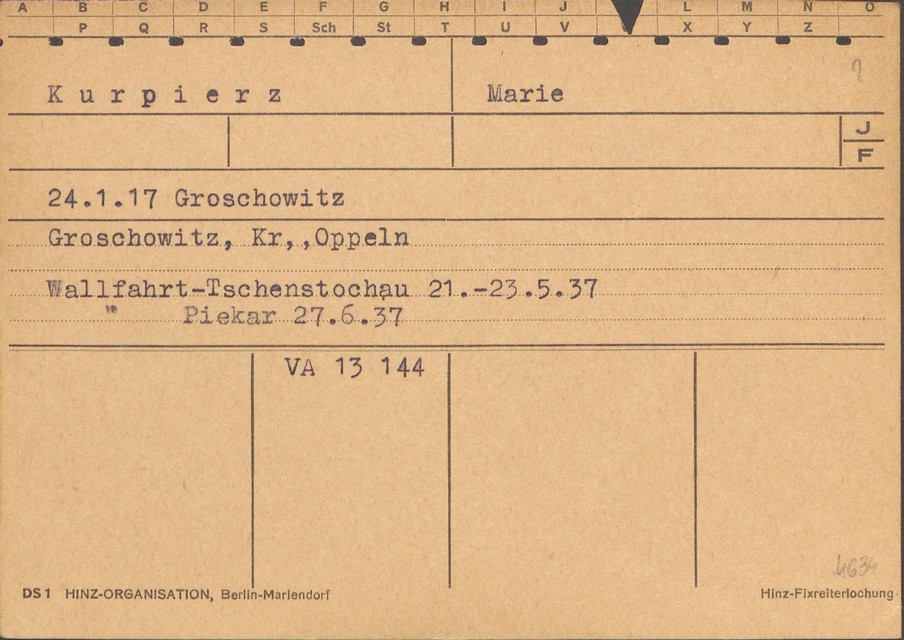 A B C D E F G H I J L M N O
P Q R S Sch St T U V X Y Z
Kurpierz Marie
J
F
24.1.17 Groschowitz
Groschowitz, Kr,,Oppeln
Wallfahrt-Tschenstochau 21.-23.5.37
" Piekar 27.6.37
VA 13 144
4634
DS1 HINZ-ORGANISATION, Berlin-Mariendorf Hinz-Fixreiterlochung